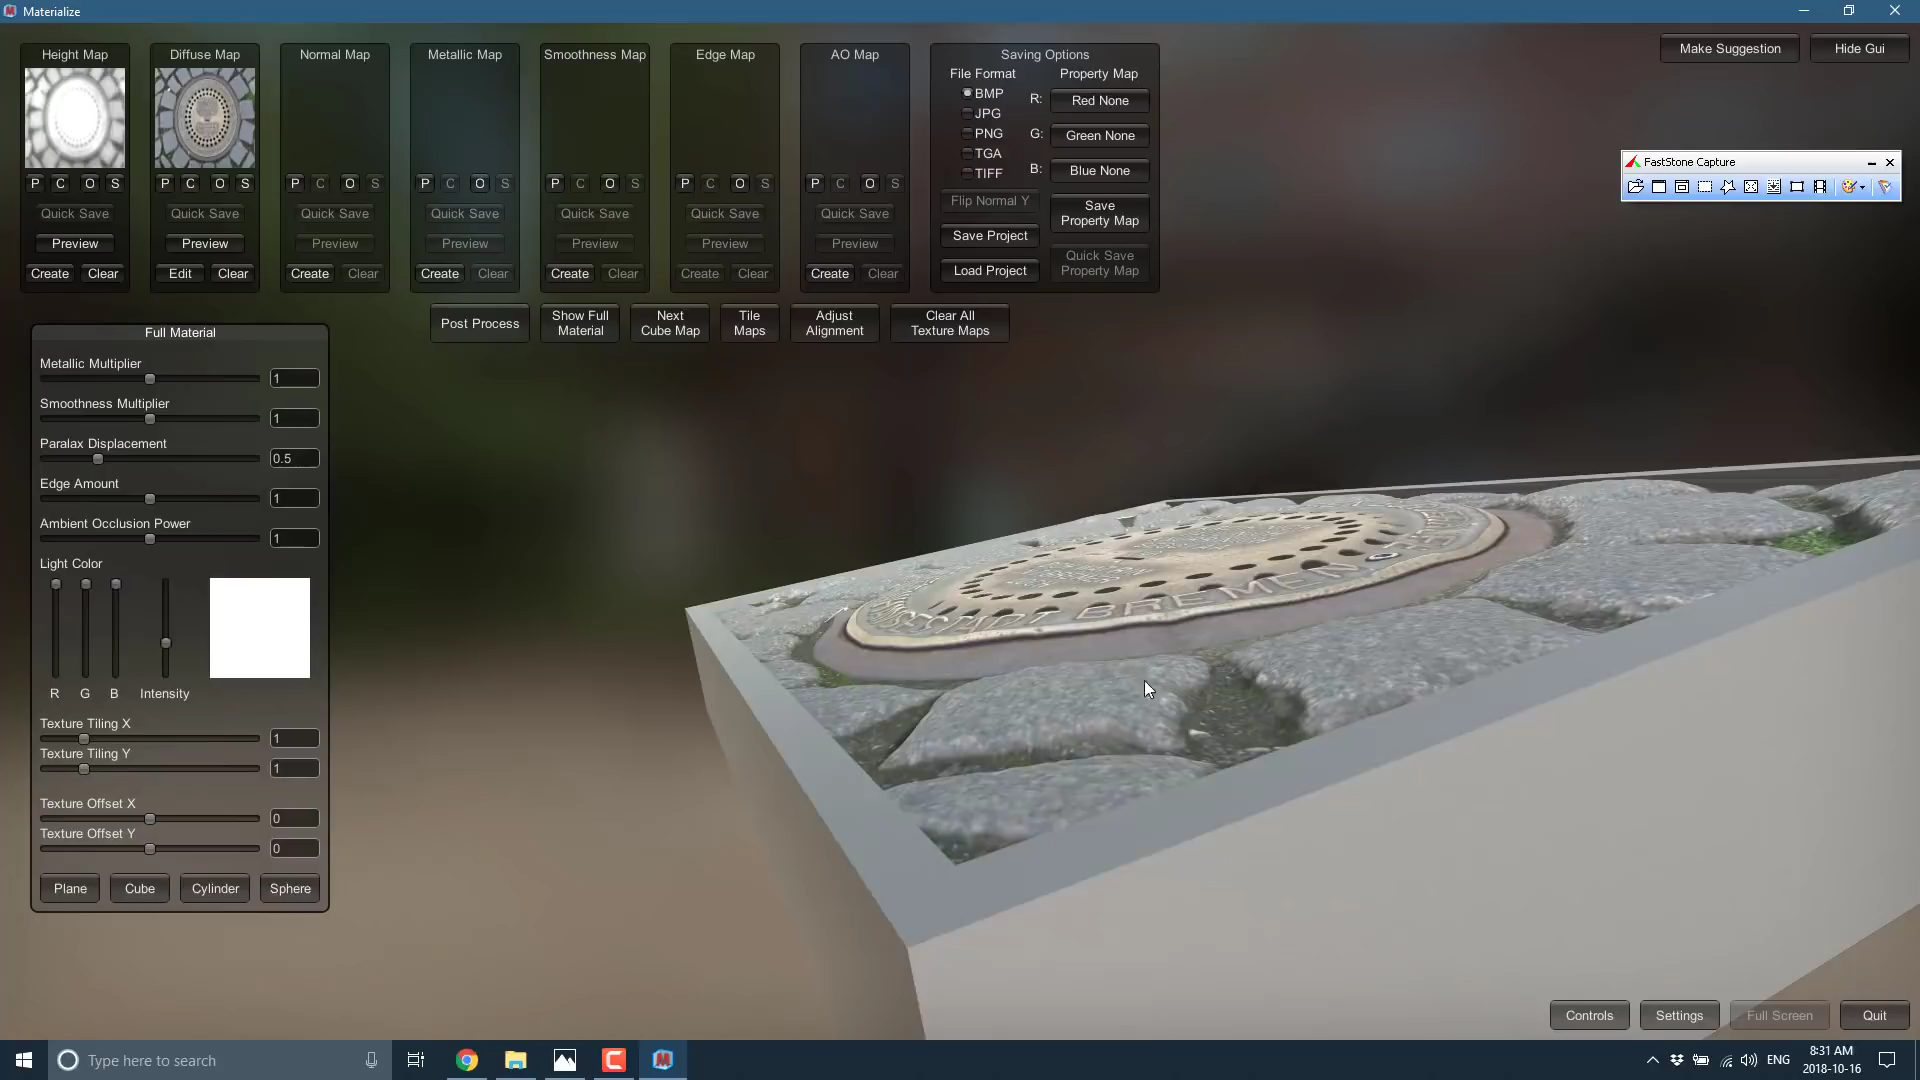 Materialize
Make Suggestion
Hide Gui
Height Map
Diffuse Map
Normal Map
Metallic Map
Smoothness Map
Edge Map
AO Map
P C O S
P C O S
P C O S
P C O S
P C O S
P C O S
P C O S
Quick Save
Quick Save
Quick Save
Quick Save
Quick Save
Quick Save
Quick Save
Preview
Preview
Preview
Preview
Preview
Preview
Preview
Create Clear
Edit Clear
Create Clear
Create Clear
Create Clear
Create Clear
Create Clear
Saving Options
File Format
Property Map
BMP
JPG
PNG
TGA
TIFF
R: Red None
G: Green None
B: Blue None
Flip Normal Y
Save Project
Load Project
Save
Property Map
Quick Save
Property Map
FastStone Capture
Post Process
Show Full
Material
Next
Cube Map
Tile
Maps
Adjust
Alignment
Clear All
Texture Maps
Full Material
Metallic Multiplier
1
Smoothness Multiplier
1
Paralax Displacement
0.5
Edge Amount
1
Ambient Occlusion Power
1
Light Color
R G B Intensity
Texture Tiling X
1
Texture Tiling Y
1
Texture Offset X
0
Texture Offset Y
0
Plane Cube Cylinder Sphere
BREMEN
Controls Settings Full Screen Quit
Type here to search
ENG
8:31 AM
2018-10-16